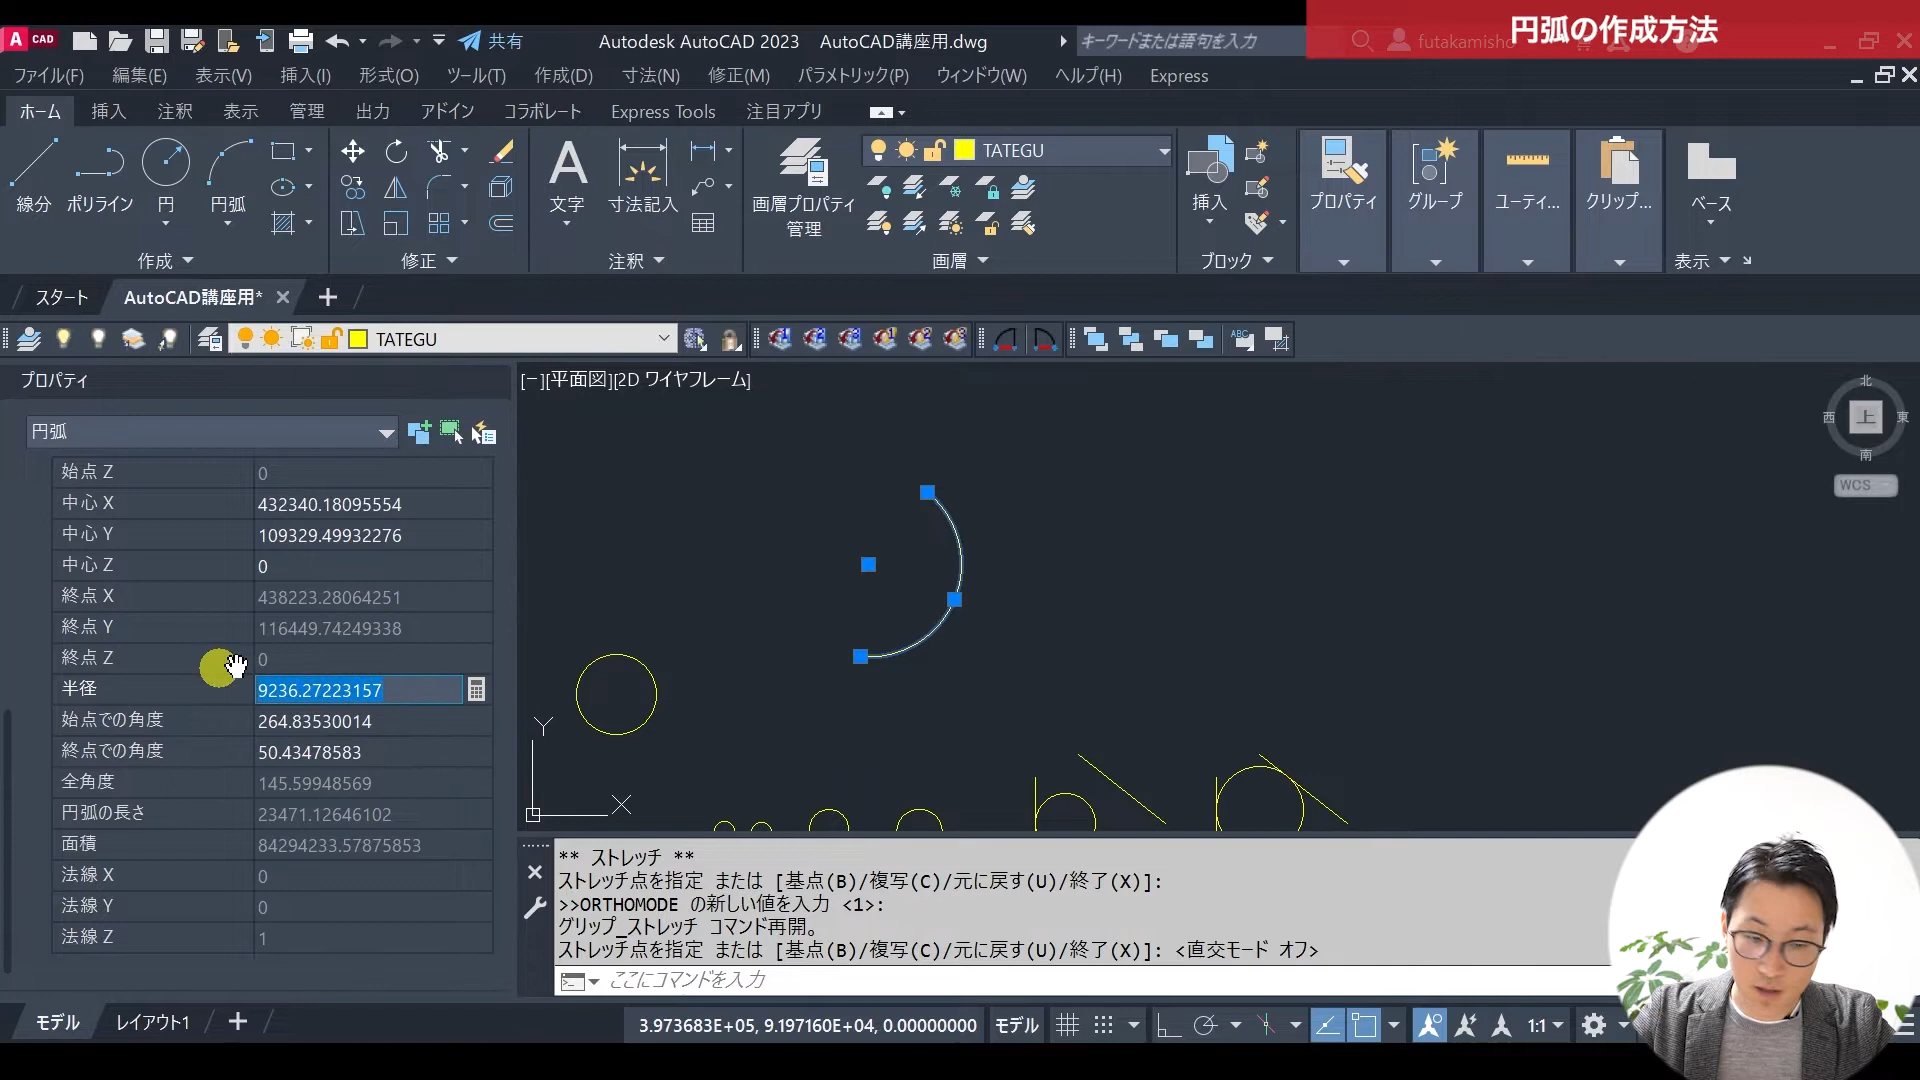 円弧の作成方法
A CAD
共有
Autodesk AutoCAD 2023 AutoCAD講座用.dwg
キーワードまたは語句を入力
ファイル(F) 編集(E) 表示(V) 挿入(I) 形式(O) ツール(T) 作成(D) 寸法(N) 修正(M) パラメトリック(P) ウィンドウ(W) ヘルプ(H) Express
ホーム 挿入 注釈 表示 管理 出力 アドイン コラボレート Express Tools 注目アプリ
TATEGU
線分 ポリライン 円 円弧
文字 寸法記入
画層プロパティ管理
挿入 プロパティ グループ ユーティ... クリップ... ベース
作成 修正 注釈 画層 ブロック 表示
スタート AutoCAD講座用*
TATEGU
プロパティ
[−][平面図][2D ワイヤフレーム]
円弧
始点 Z 0
中心 X 432340.18095554
中心 Y 109329.49932276
中心 Z 0
終点 X 438223.28064251
終点 Y 116449.74249338
終点 Z 0
半径 9236.27223157
始点での角度 264.83530014
終点での角度 50.43478583
全角度 145.59948569
円弧の長さ 23471.12646102
面積 84294233.57875853
法線 X 0
法線 Y 0
法線 Z 1
北
西 上 東
南
WCS
Y
X
** ストレッチ **
ストレッチ点を指定 または [基点(B)/複写(C)/元に戻す(U)/終了(X)]:
>>ORTHOMODE の新しい値を入力 <1>:
グリップ_ストレッチ コマンド再開。
ストレッチ点を指定 または [基点(B)/複写(C)/元に戻す(U)/終了(X)]: <直交モード オフ>
ここにコマンドを入力
モデル レイアウト1
3.973683E+05, 9.197160E+04, 0.00000000 モデル 1:1